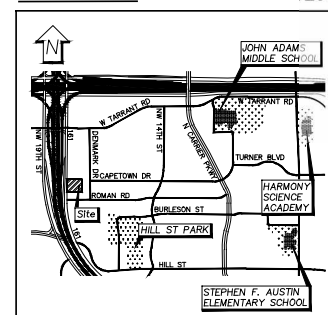 N
JOHN ADAMS
MIDDLE SCHOOL
W TARRANT RD
W TARRANT RD
NW 19TH ST
161
DENMARK DR
NW 14TH ST
N CARRIER PKWY
TURNER BLVD
CAPETOWN DR
ROMAN RD
HARMONY
SCIENCE
ACADEMY
Site
BURLESON ST
HILL ST PARK
161
HILL ST
STEPHEN F. AUSTIN
ELEMENTARY SCHOOL